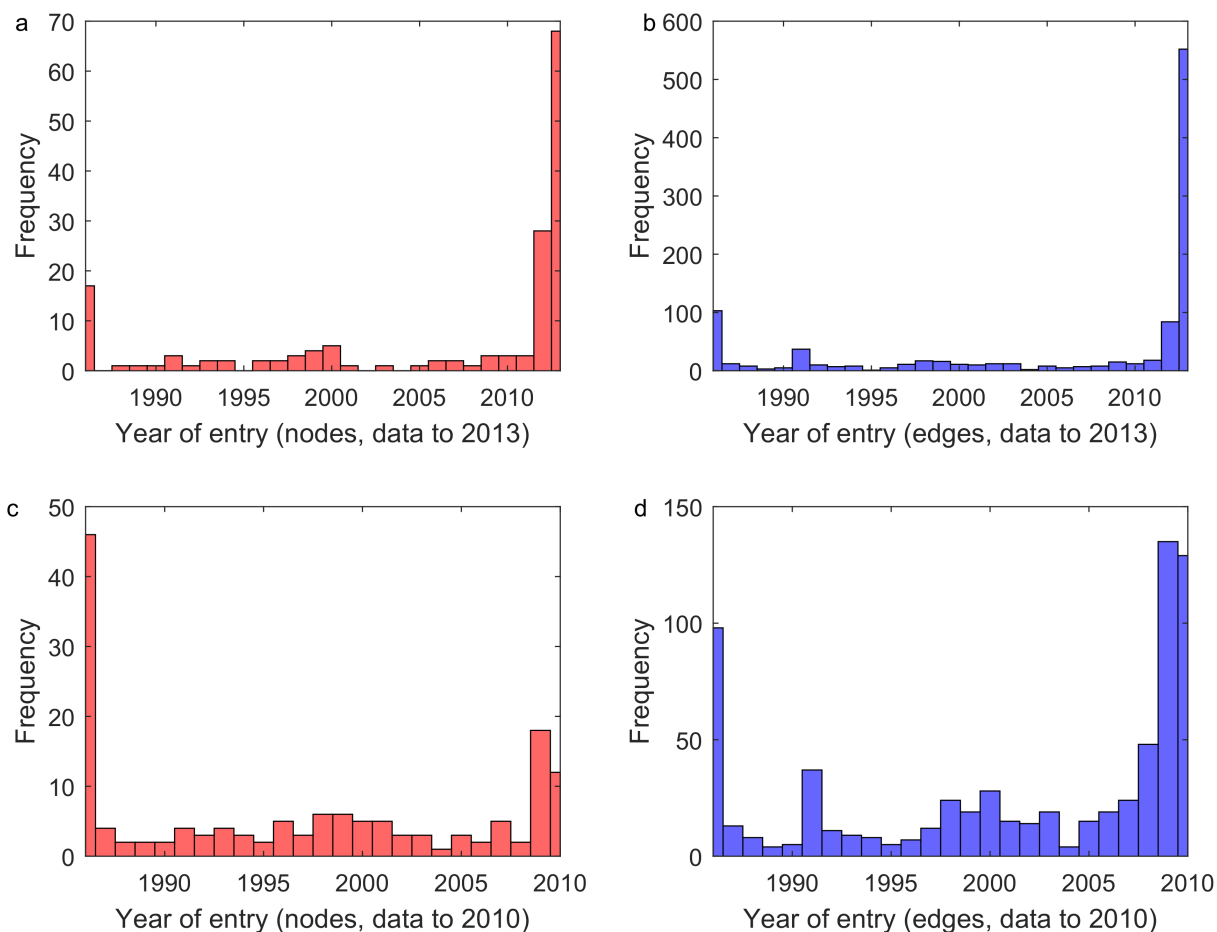 a
70
60
50
40
30
20
10
0
Frequency
1990 1995 2000 2005 2010
Year of entry (nodes, data to 2013)
b
600
500
400
300
200
100
0
Frequency
1990 1995 2000 2005 2010
Year of entry (edges, data to 2013)
c
50
40
30
20
10
0
Frequency
1990 1995 2000 2005 2010
Year of entry (nodes, data to 2010)
d
150
100
50
0
Frequency
1990 1995 2000 2005 2010
Year of entry (edges, data to 2010)